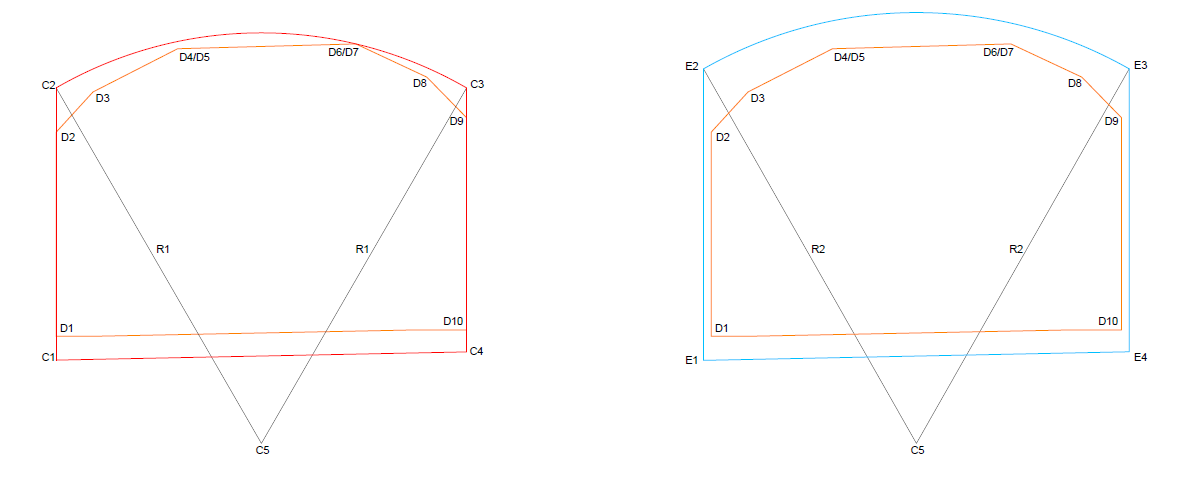 D4/D5
D6/D7
C2
D3
D8
C3
D2
D9
R1
R1
D1
D10
C1
C4
C5
E2
D4/D5
D6/D7
E3
D3
D8
D2
D9
R2
R2
D1
D10
E1
E4
C5